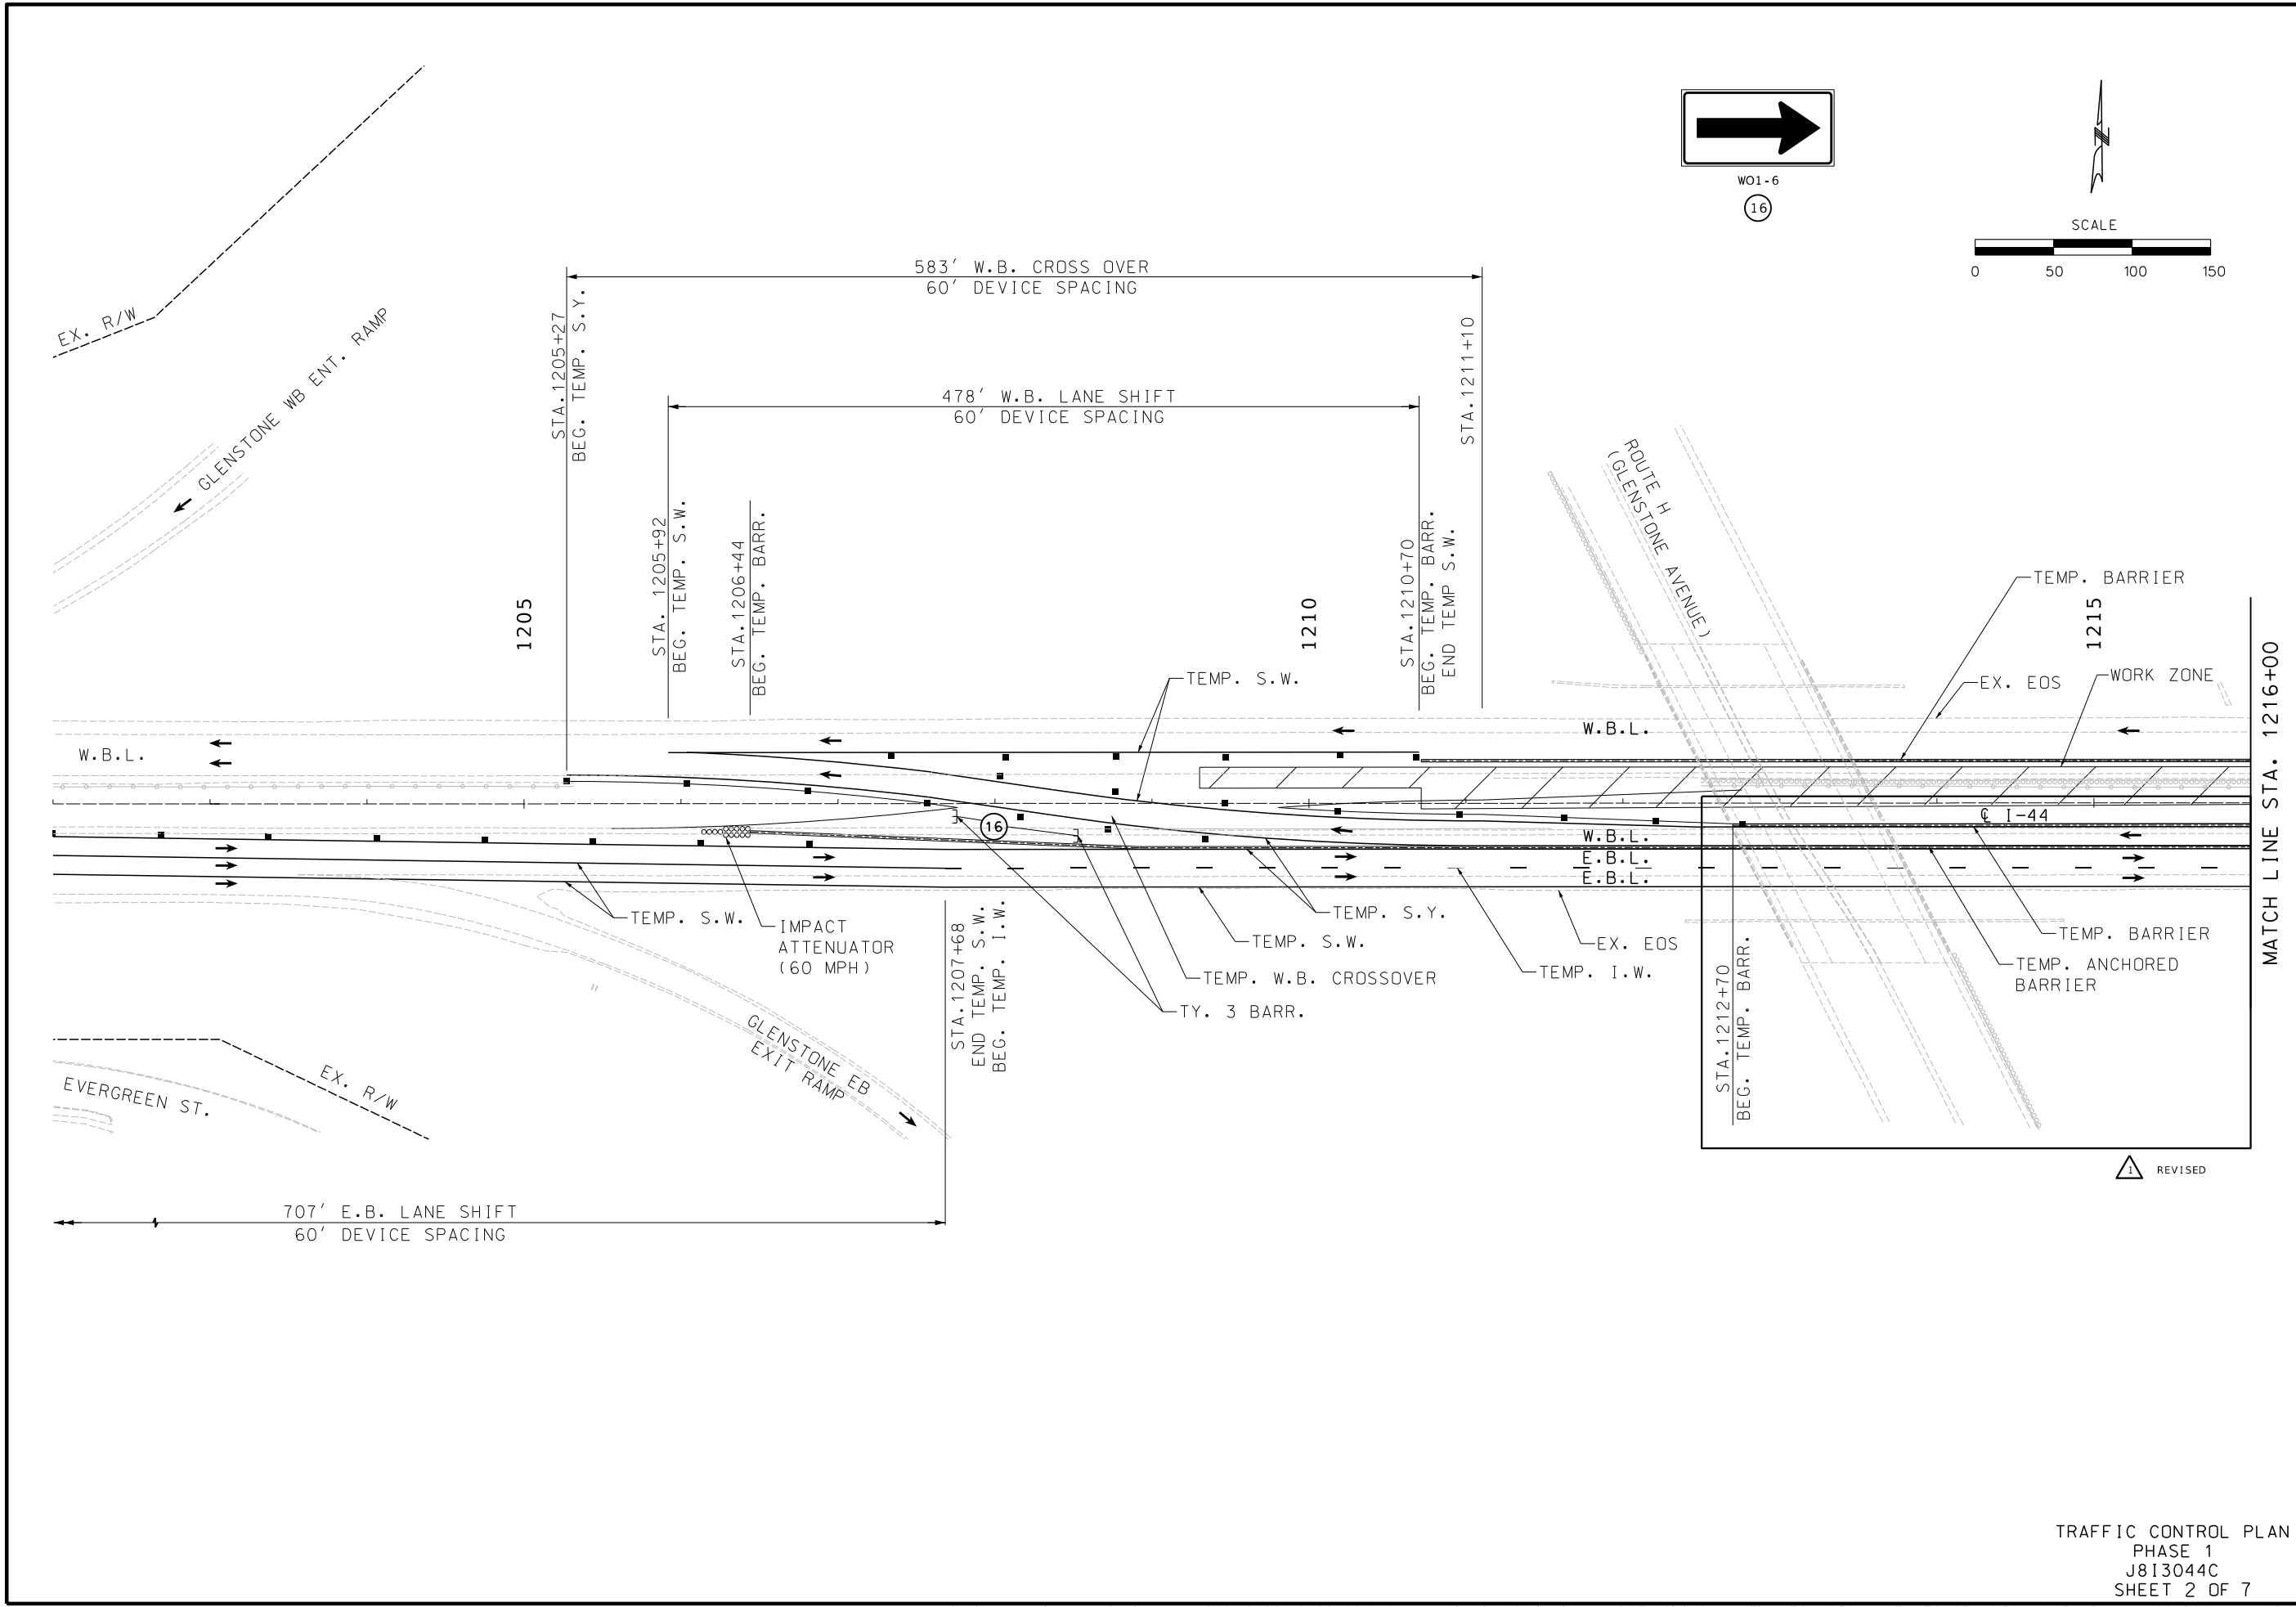 WO1-6
16
SCALE
0 50 100 150
583' W.B. CROSS OVER
60' DEVICE SPACING
STA.1205+27
BEG. TEMP. S.Y.
STA.1211+10
478' W.B. LANE SHIFT
60' DEVICE SPACING
EX. R/W
GLENSTONE WB ENT. RAMP
STA. 1205+92
BEG. TEMP. S.W.
STA.1206+44
BEG. TEMP. BARR.
STA.1210+70
BEG. TEMP. BARR.
END TEMP S.W.
ROUTE H
(GLENSTONE AVENUE)
1205
1210
1215
TEMP. BARRIER
EX. EOS
WORK ZONE
MATCH LINE STA. 1216+00
TEMP. S.W.
W.B.L.
W.B.L.
16
℄ I-44
W.B.L.
E.B.L.
E.B.L.
TEMP. S.W.
IMPACT
ATTENUATOR
(60 MPH)
STA.1207+68
END TEMP. S.W.
BEG. TEMP. I.W.
TEMP. S.Y.
TEMP. S.W.
TEMP. W.B. CROSSOVER
TY. 3 BARR.
EX. EOS
TEMP. I.W.
STA.1212+70
BEG. TEMP. BARR.
TEMP. BARRIER
TEMP. ANCHORED
BARRIER
GLENSTONE EB
EXIT RAMP
EX. R/W
EVERGREEN ST.
1 REVISED
707' E.B. LANE SHIFT
60' DEVICE SPACING
TRAFFIC CONTROL PLAN
PHASE 1
J8I3044C
SHEET 2 OF 7